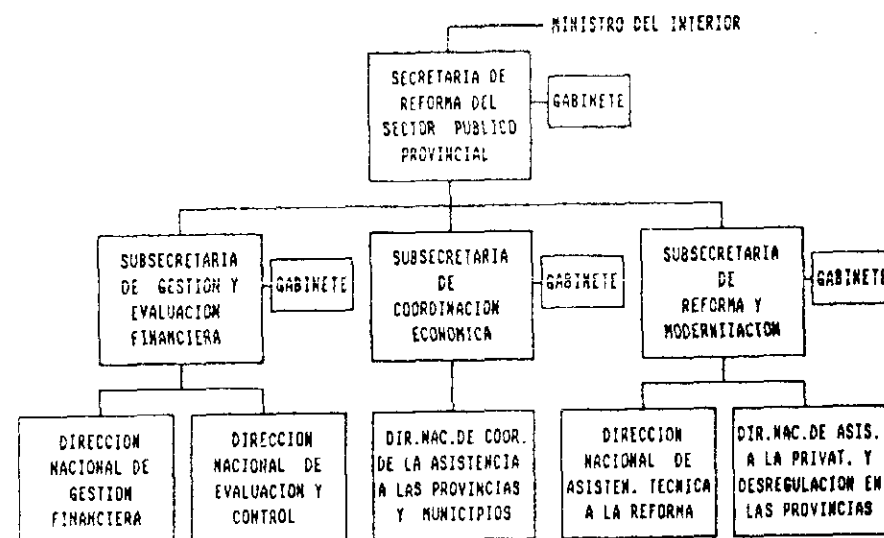 MINISTRO DEL INTERIOR
SECRETARIA DE
REFORMA DEL
SECTOR PUBLICO
PROVINCIAL
GABINETE
SUBSECRETARIA
DE GESTION Y
EVALUACION
FINANCIERA
GABINETE
SUBSECRETARIA
DE
COORDINACION
ECONOMICA
GABINETE
SUBSECRETARIA
DE
REFORMA Y
MODERNIZACION
GABINETE
DIRECCION
NACIONAL DE
GESTION
FINANCIERA
DIRECCION
NACIONAL DE
EVALUACION Y
CONTROL
DIR.NAC.DE COOR.
DE LA ASISTENCIA
A LAS PROVINCIAS
Y MUNICIPIOS
DIRECCION
NACIONAL DE
ASISTEN. TECNICA
A LA REFORMA
DIR.NAC.DE ASIS.
A LA PRIVAT. Y
DESREGULACION EN
LAS PROVINCIAS